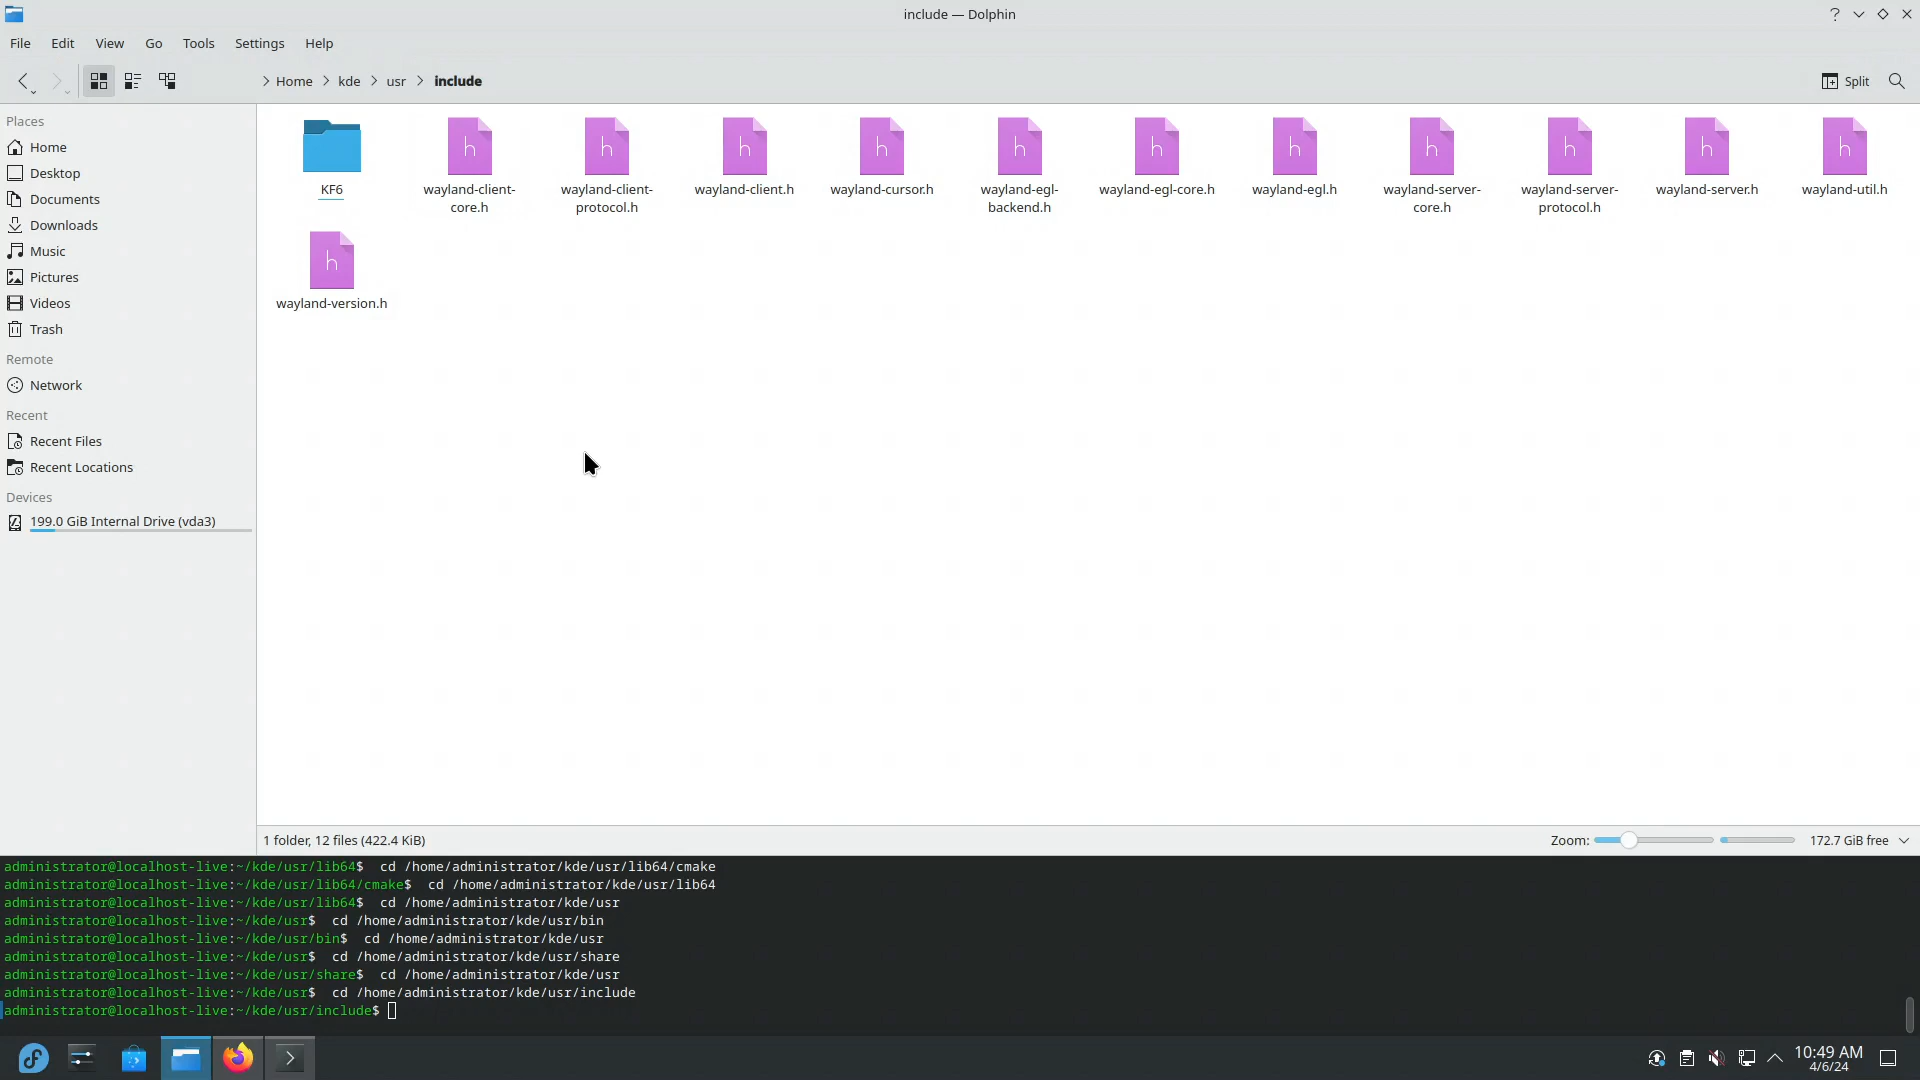 include — Dolphin
File Edit View Go Tools Settings Help
Home kde usr include
Split
Places
Home
Desktop
Documents
Downloads
Music
Pictures
Videos
Trash
Remote
Network
Recent
Recent Files
Recent Locations
Devices
199.0 GiB Internal Drive (vda3)
KF6
wayland-client-
core.h
wayland-client-
protocol.h
wayland-client.h
wayland-cursor.h
wayland-egl-
backend.h
wayland-egl-core.h
wayland-egl.h
wayland-server-
core.h
wayland-server-
protocol.h
wayland-server.h
wayland-util.h
wayland-version.h
1 folder, 12 files (422.4 KiB)
Zoom:
172.7 GiB free
administrator@localhost-live:~/kde/usr/lib64$ cd /home/administrator/kde/usr/lib64/cmake
administrator@localhost-live:~/kde/usr/lib64/cmake$ cd /home/administrator/kde/usr/lib64
administrator@localhost-live:~/kde/usr/lib64$ cd /home/administrator/kde/usr
administrator@localhost-live:~/kde/usr$ cd /home/administrator/kde/usr/bin
administrator@localhost-live:~/kde/usr/bin$ cd /home/administrator/kde/usr
administrator@localhost-live:~/kde/usr$ cd /home/administrator/kde/usr/share
administrator@localhost-live:~/kde/usr/share$ cd /home/administrator/kde/usr
administrator@localhost-live:~/kde/usr$ cd /home/administrator/kde/usr/include
administrator@localhost-live:~/kde/usr/include$
10:49 AM
4/6/24